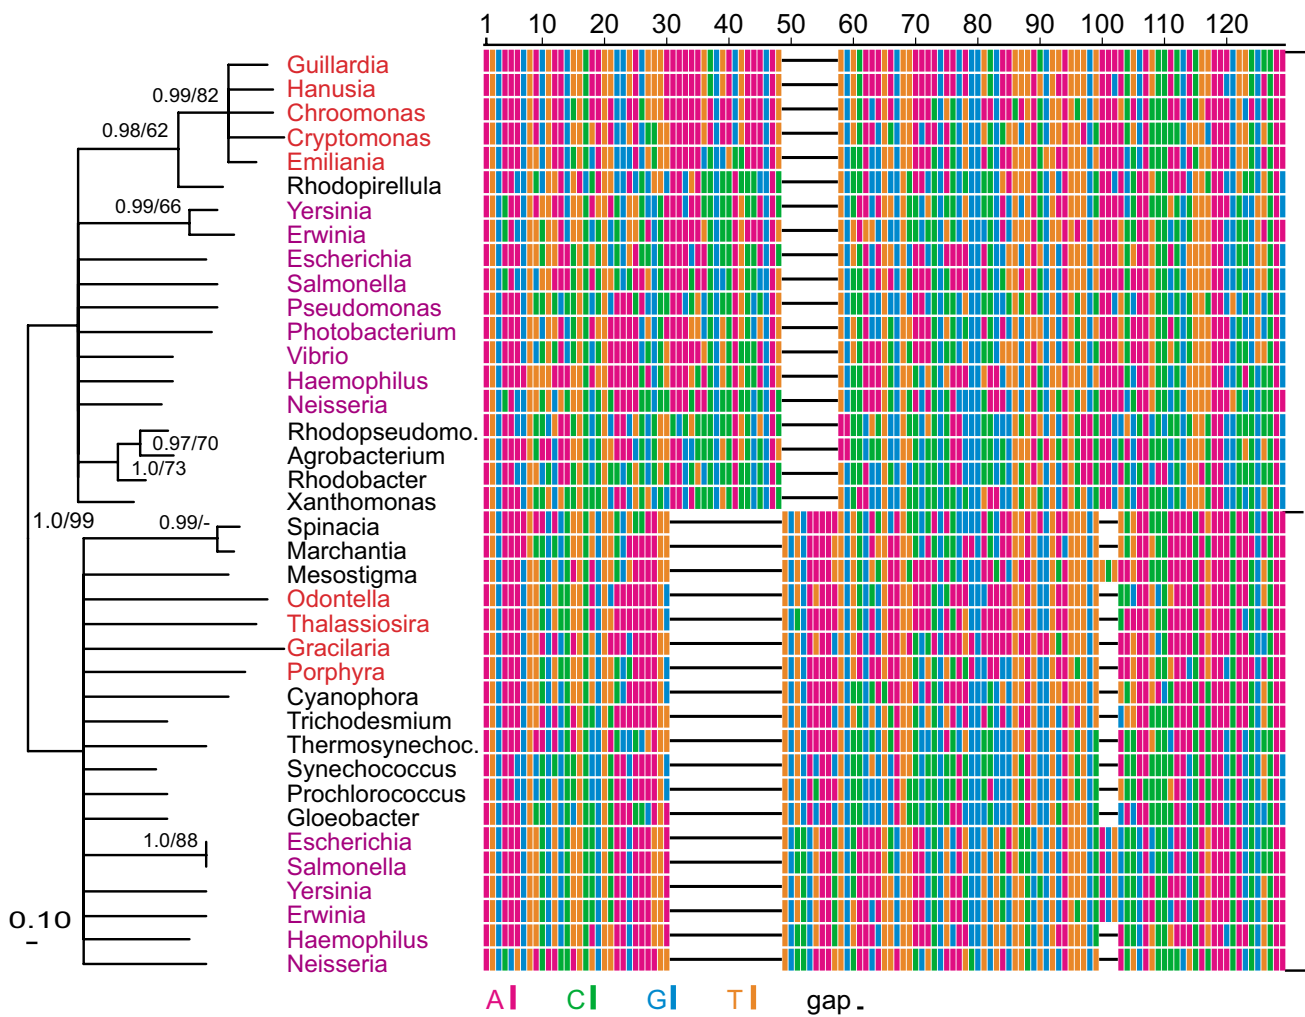 1 10 20 30 40 50 60 70 80 90 100 110 120
Guillardia
0.99/82
Hanusia
Chroomonas
0.98/62
Cryptomonas
Emiliania
Rhodopirellula
0.99/66
Yersinia
Erwinia
Escherichia
Salmonella
Pseudomonas
Photobacterium
Vibrio
Haemophilus
Neisseria
Rhodopseudomo.
0.97/70
Agrobacterium
1.0/73
Rhodobacter
Xanthomonas
1.0/99
0.99/-
Spinacia
Marchantia
Mesostigma
Odontella
Thalassiosira
Gracilaria
Porphyra
Cyanophora
Trichodesmium
Thermosynechoc.
Synechococcus
Prochlorococcus
Gloeobacter
1.0/88
Escherichia
Salmonella
Yersinia
0.10
Erwinia
Haemophilus
Neisseria
A C G T gap -